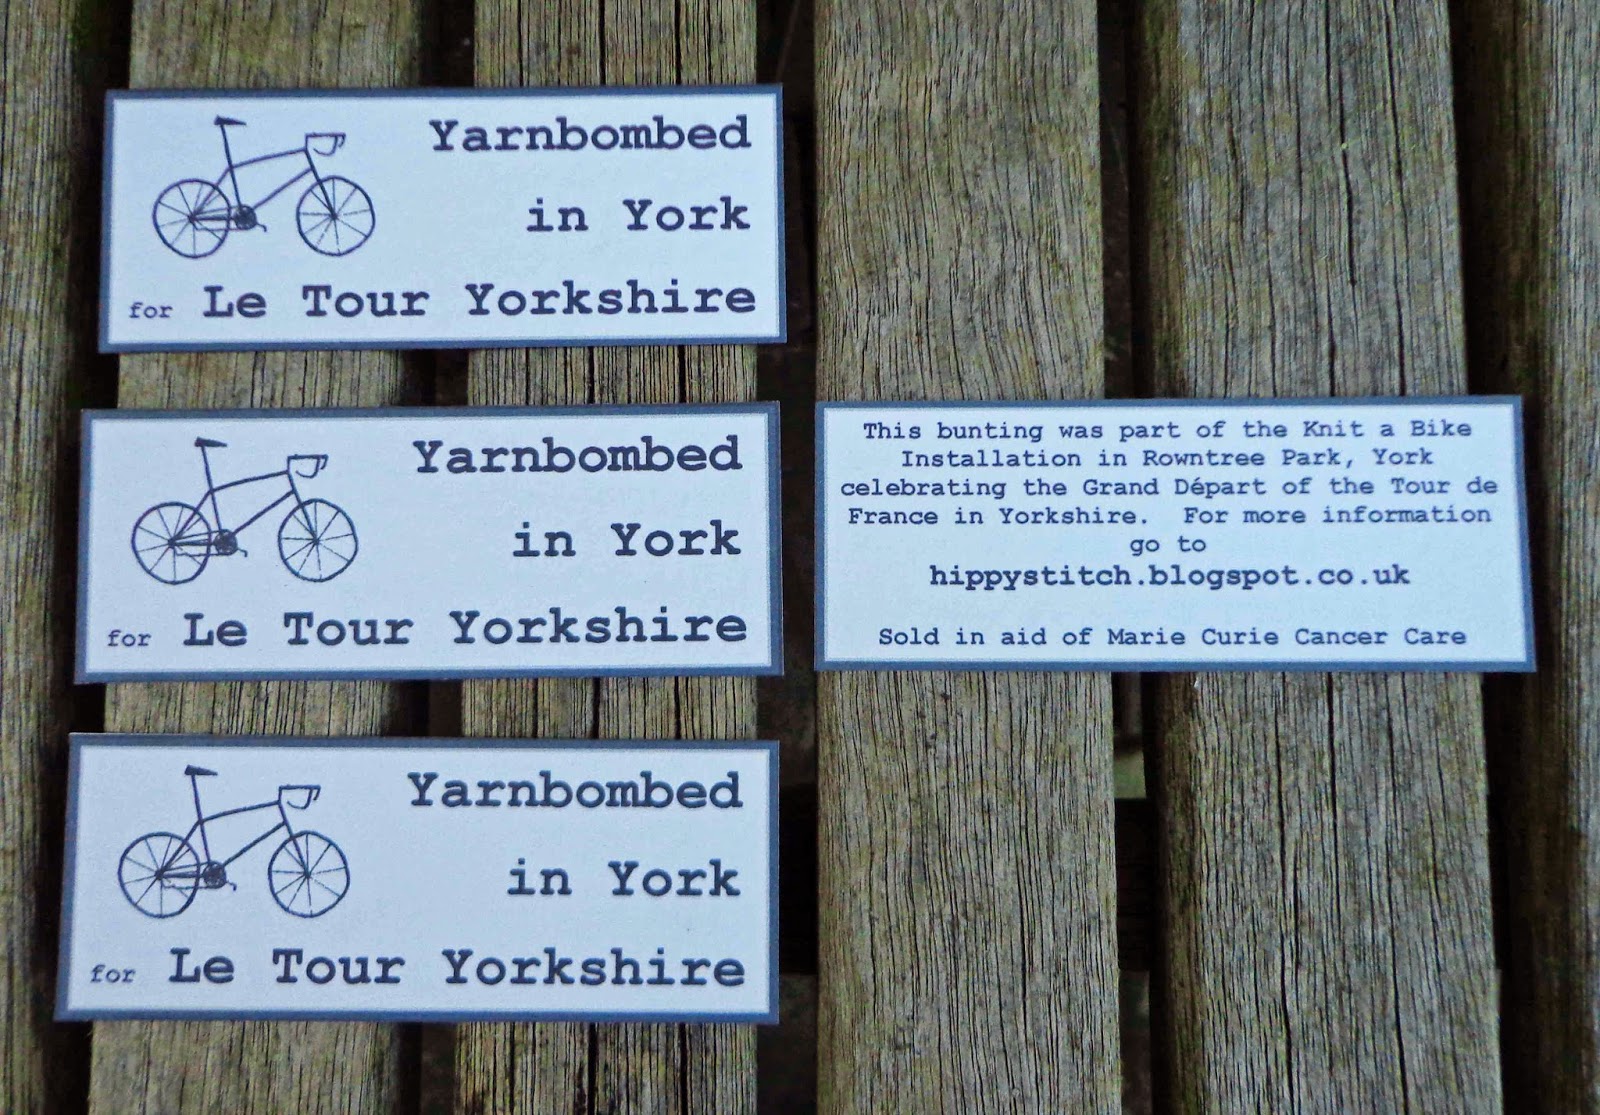 Yarnbombed
in York
for Le Tour Yorkshire
Yarnbombed
in York
for Le Tour Yorkshire
Yarnbombed
in York
for Le Tour Yorkshire
This bunting was part of the Knit a Bike
Installation in Rowntree Park, York
celebrating the Grand Départ of the Tour de
France in Yorkshire. For more information
go to
hippystitch.blogspot.co.uk
Sold in aid of Marie Curie Cancer Care